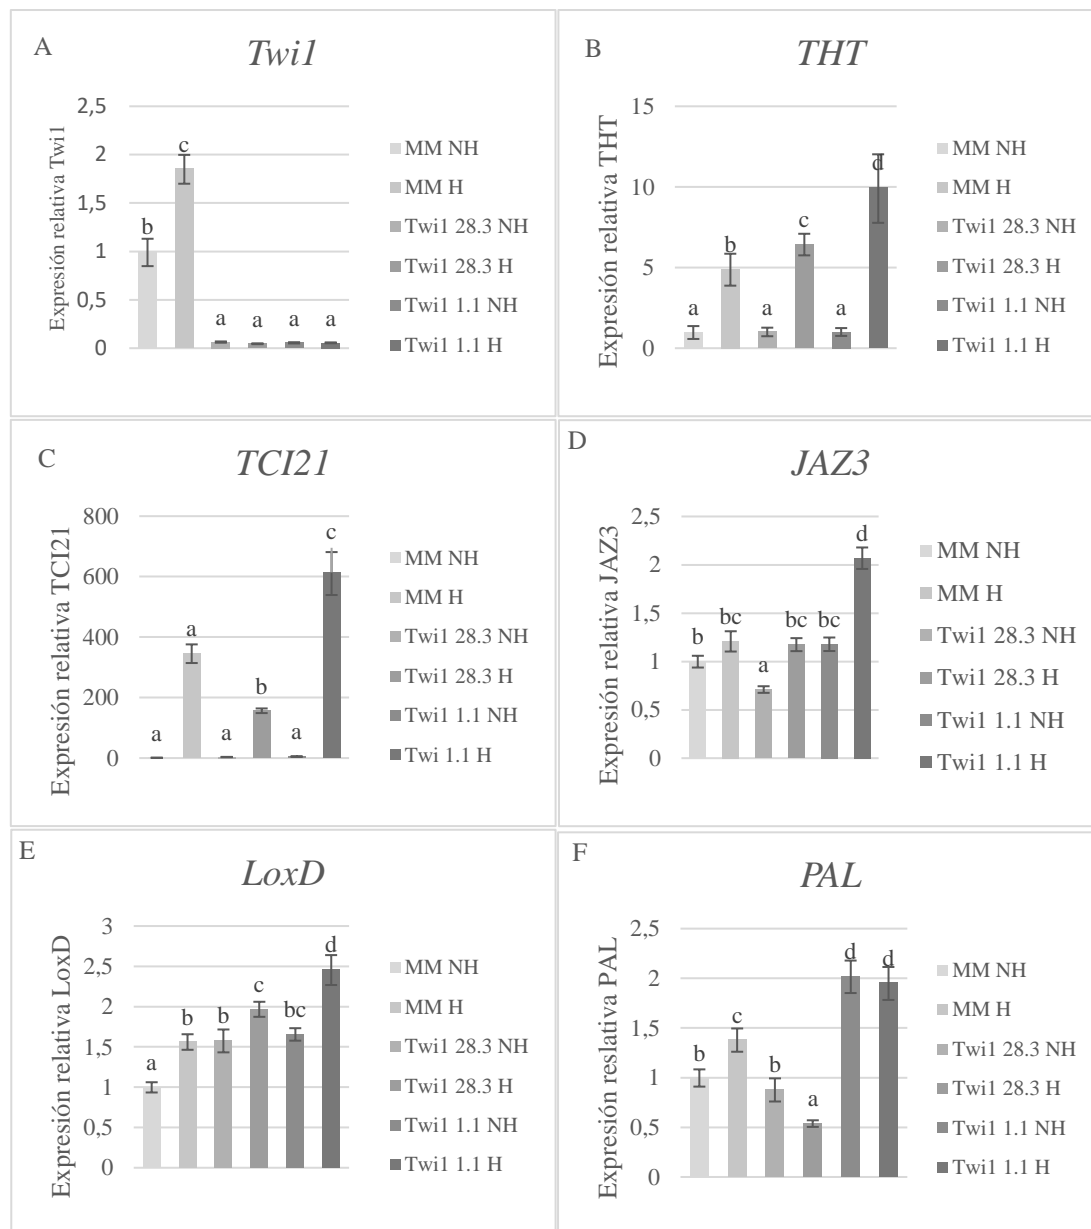 A
Twi1
Expresión relativa Twi1
2,5
2
1,5
1
0,5
0
b
c
a
a
a
a
MM NH
MM H
Twi1 28.3 NH
Twi1 28.3 H
Twi1 1.1 NH
Twi1 1.1 H
B
THT
Expresión relativa THT
15
10
5
0
a
b
a
c
a
d
MM NH
MM H
Twi1 28.3 NH
Twi1 28.3 H
Twi1 1.1 NH
Twi1 1.1 H
C
TCI21
Expresión relativa TCI21
800
600
400
200
0
a
a
a
b
a
c
MM NH
MM H
Twi1 28.3 NH
Twi1 28.3 H
Twi1 1.1 NH
Twi 1.1 H
D
JAZ3
Expresión relativa JAZ3
2,5
2
1,5
1
0,5
0
b
bc
a
bc
bc
d
MM NH
MM H
Twi1 28.3 NH
Twi1 28.3 H
Twi1 1.1 NH
Twi1 1.1 H
E
LoxD
Expresión relativa LoxD
3
2,5
2
1,5
1
0,5
0
a
b
b
c
bc
d
MM NH
MM H
Twi1 28.3 NH
Twi1 28.3 H
Twi1 1.1 NH
Twi1 1.1 H
F
PAL
Expresión reslativa PAL
2,5
2
1,5
1
0,5
0
b
c
b
a
d
d
MM NH
MM H
Twi1 28.3 NH
Twi1 28.3 H
Twi1 1.1 NH
Twi1 1.1 H